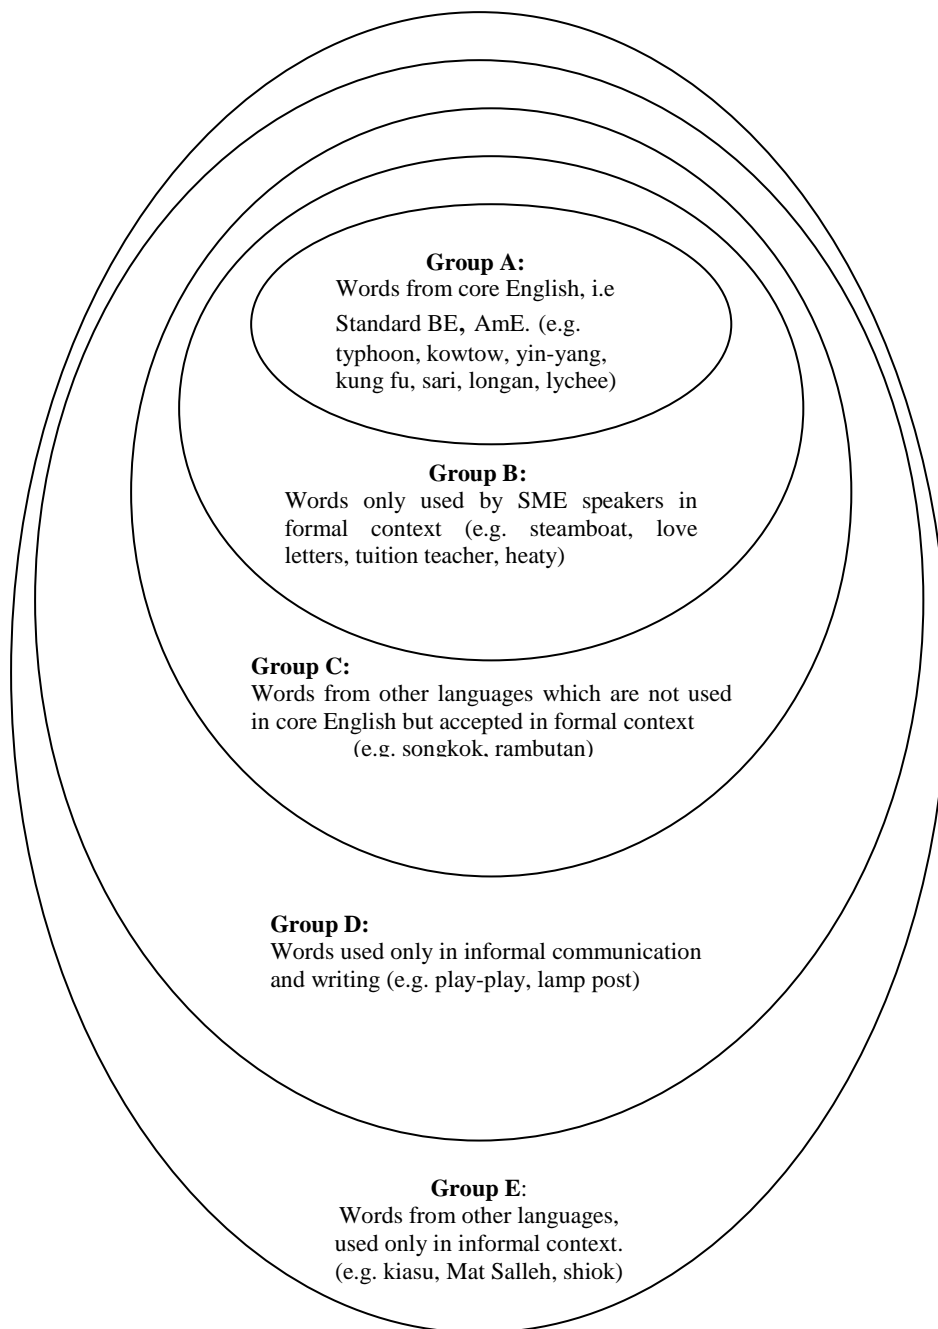 Group A:
Words from core English, i.e
Standard BE, AmE. (e.g.
typhoon, kowtow, yin-yang,
kung fu, sari, longan, lychee)
Group B:
Words only used by SME speakers in
formal context (e.g. steamboat, love
letters, tuition teacher, heaty)
Group C:
Words from other languages which are not used
in core English but accepted in formal context
(e.g. songkok, rambutan)
Group D:
Words used only in informal communication
and writing (e.g. play-play, lamp post)
Group E:
Words from other languages,
used only in informal context.
(e.g. kiasu, Mat Salleh, shiok)